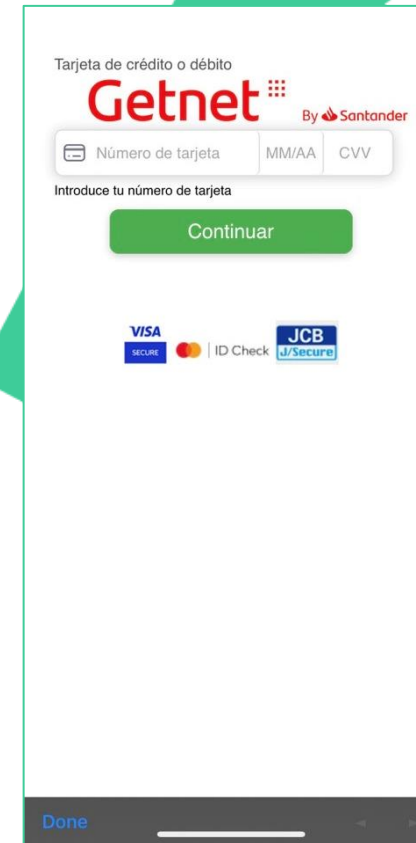 Tarjeta de crédito o débito
Getnet
By Santander
Número de tarjeta MM/AA CVV
Introduce tu número de tarjeta
Continuar
VISA
SECURE
ID Check
JCB
J/Secure
Done